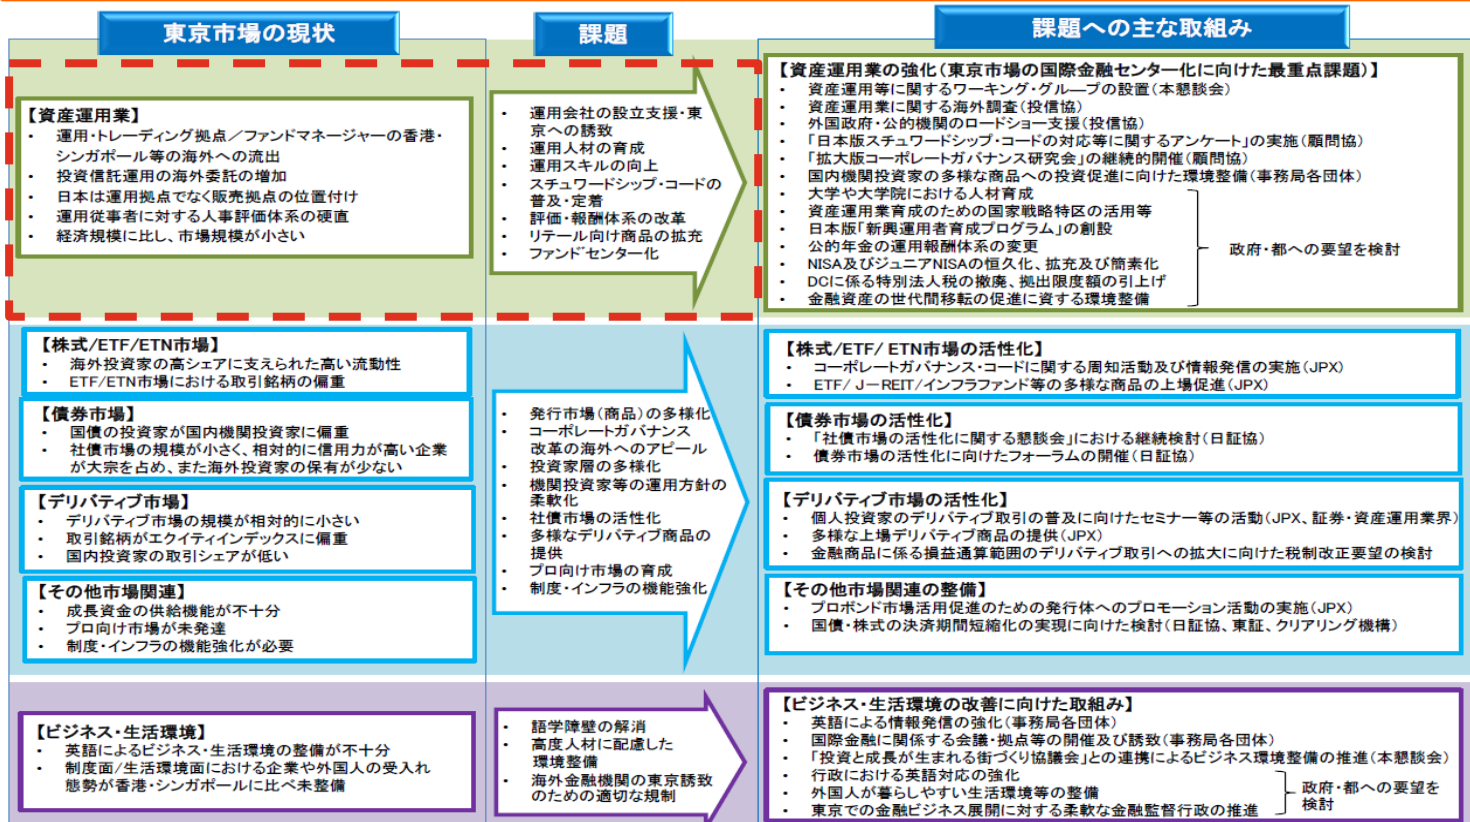 東京市場の現状
課題
課題への主な取組み
【資産運用業】
・ 運用・トレーディング拠点／ファンドマネージャーの香港・
シンガポール等の海外への流出
・ 投資信託運用の海外委託の増加
・ 日本は運用拠点でなく販売拠点の位置付け
・ 運用従事者に対する人事評価体系の硬直
・ 経済規模に比し、市場規模が小さい
・ 運用会社の設立支援・東
京への誘致
・ 運用人材の育成
・ 運用スキルの向上
・ スチュワードシップ・コードの
普及・定着
・ 評価・報酬体系の改革
・ リテール向け商品の拡充
・ ファンドセンター化
【資産運用業の強化（東京市場の国際金融センター化に向けた最重点課題）】
・ 資産運用等に関するワーキング・グループの設置（本懇談会）
・ 資産運用業に関する海外調査（投信協）
・ 外国政府・公的機関のロードショー支援（投信協）
・ 「日本版スチュワードシップ・コードの対応等に関するアンケート」の実施（顧問協）
・ 「拡大版コーポレートガバナンス研究会」の継続的開催（顧問協）
・ 国内機関投資家の多様な商品への投資促進に向けた環境整備（事務局各団体）
・ 大学や大学院における人材育成
・ 資産運用業育成のための国家戦略特区の活用等
・ 日本版「新興運用者育成プログラム」の創設
・ 公的年金の運用報酬体系の変更
・ NISA及びジュニアNISAの恒久化、拡充及び簡素化
・ DCに係る特別法人税の撤廃、拠出限度額の引上げ
・ 金融資産の世代間移転の促進に資する環境整備
政府・都への要望を検討
【株式/ETF/ETN市場】
・ 海外投資家の高シェアに支えられた高い流動性
・ ETF/ETN市場における取引銘柄の偏重
【債券市場】
・ 国債の投資家が国内機関投資家に偏重
・ 社債市場の規模が小さく、相対的に信用力が高い企業
が大宗を占め、また海外投資家の保有が少ない
【デリバティブ市場】
・ デリバティブ市場の規模が相対的に小さい
・ 取引銘柄がエクイティインデックスに偏重
・ 国内投資家の取引シェアが低い
【その他市場関連】
・ 成長資金の供給機能が不十分
・ プロ向け市場が未発達
・ 制度・インフラの機能強化が必要
・ 発行市場（商品）の多様化
・ コーポレートガバナンス
改革の海外へのアピール
・ 投資家層の多様化
・ 機関投資家等の運用方針の
柔軟化
・ 社債市場の活性化
・ 多様なデリバティブ商品の
提供
・ プロ向け市場の育成
・ 制度・インフラの機能強化
【株式/ETF/ ETN市場の活性化】
・ コーポレートガバナンス・コードに関する周知活動及び情報発信の実施（JPX）
・ ETF/ J－REIT/インフラファンド等の多様な商品の上場促進（JPX）
【債券市場の活性化】
・ 「社債市場の活性化に関する懇談会」における継続検討（日証協）
・ 債券市場の活性化に向けたフォーラムの開催（日証協）
【デリバティブ市場の活性化】
・ 個人投資家のデリバティブ取引の普及に向けたセミナー等の活動（JPX、証券・資産運用業界）
・ 多様な上場デリバティブ商品の提供（JPX）
・ 金融商品に係る損益通算範囲のデリバティブ取引への拡大に向けた税制改正要望の検討
【その他市場関連の整備】
・ プロボンド市場活用促進のための発行体へのプロモーション活動の実施（JPX）
・ 国債・株式の決済期間短縮化の実現に向けた検討（日証協、東証、クリアリング機構）
【ビジネス・生活環境】
・ 英語によるビジネス・生活環境の整備が不十分
・ 制度面/生活環境面における企業や外国人の受入れ
態勢が香港・シンガポールに比べ未整備
・ 語学障壁の解消
・ 高度人材に配慮した
環境整備
・ 海外金融機関の東京誘致
のための適切な規制
【ビジネス・生活環境の改善に向けた取組み】
・ 英語による情報発信の強化（事務局各団体）
・ 国際金融に関係する会議・拠点等の開催及び誘致（事務局各団体）
・ 「投資と成長が生まれる街づくり協議会」との連携によるビジネス環境整備の推進（本懇談会）
・ 行政における英語対応の強化
・ 外国人が暮らしやすい生活環境等の整備
・ 東京での金融ビジネス展開に対する柔軟な金融監督行政の推進
政府・都への要望を
検討